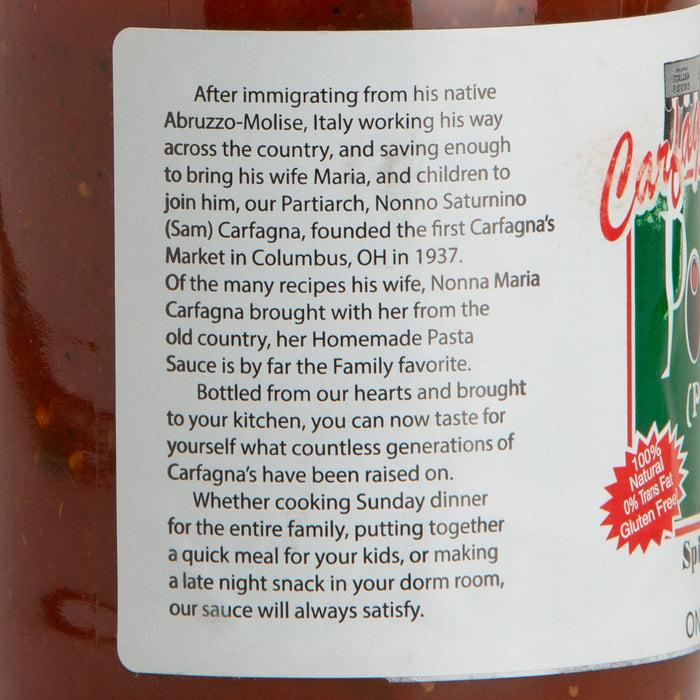 After immigrating from his native
Abruzzo-Molise, Italy working his way
across the country, and saving enough
to bring his wife Maria, and children to
join him, our Partiarch, Nonno Saturnino
(Sam) Carfagna, founded the first Carfagna's
Market in Columbus, OH in 1937.
Of the many recipes his wife, Nonna Maria
Carfagna brought with her from the
old country, her Homemade Pasta
Sauce is by far the Family favorite.
Bottled from our hearts and brought
to your kitchen, you can now taste for
yourself what countless generations of
Carfagna's have been raised on.
Whether cooking Sunday dinner
for the entire family, putting together
a quick meal for your kids, or making
a late night snack in your dorm room,
our sauce will always satisfy.
ITALIAN
FOODS
Carfag
Po
100%
Natural
0% Trans Fat
Gluten Free
Spi
ON